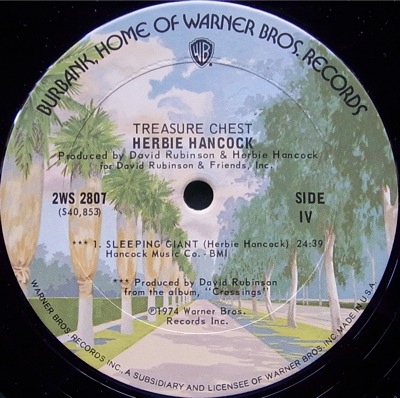 BURBANK, HOME OF WARNER BROS. RECORDS
WB
TREASURE CHEST
HERBIE HANCOCK
Produced by David Rubinson & Herbie Hancock
for David Rubinson & Friends, Inc.
2WS 2807
(S40,853)
SIDE
IV
*** 1. SLEEPING GIANT (Herbie Hancock) 24:39
Hancock Music Co. - BMI
*** Produced by David Rubinson
from the album, "Crossings"
℗1974 Warner Bros.
Records Inc.
WARNER BROS. RECORDS INC., A SUBSIDIARY AND LICENSEE OF WARNER BROS. INC. MADE IN U.S.A.